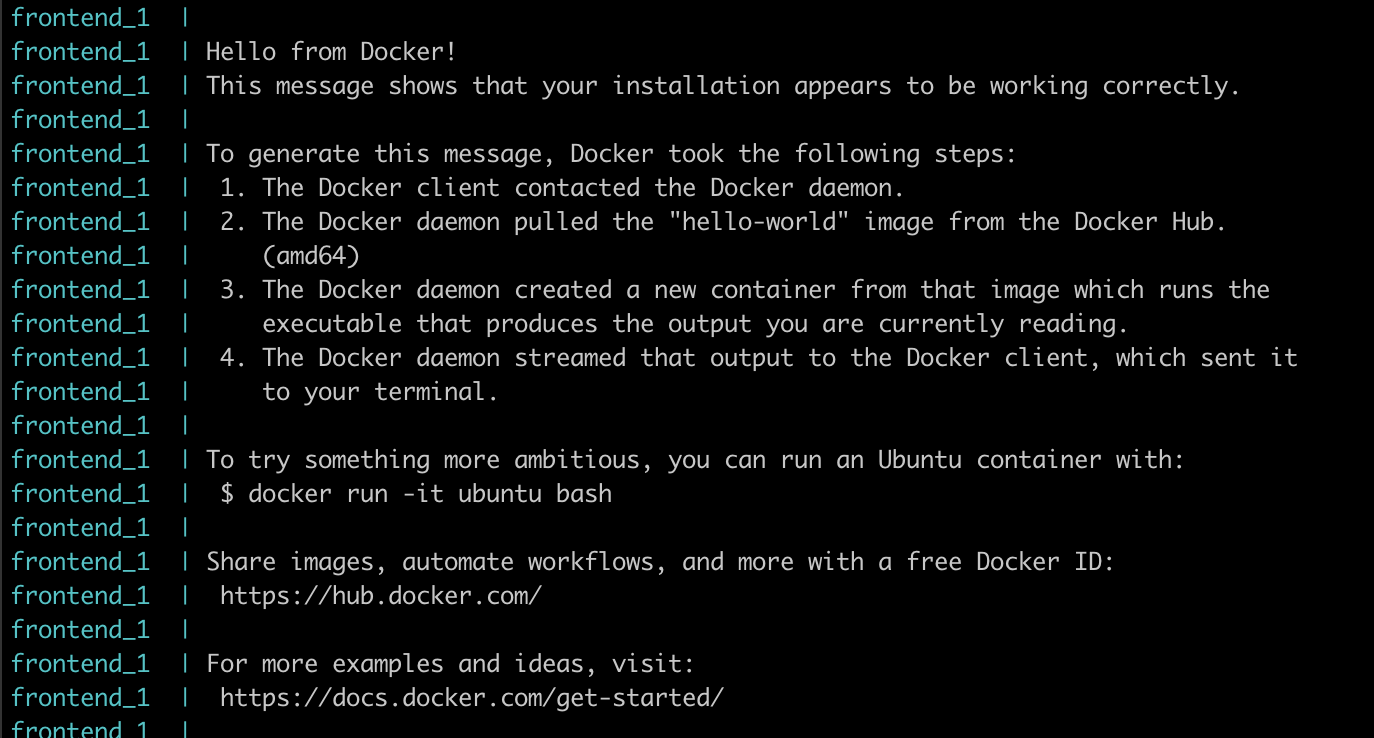 frontend_1  |
frontend_1  | Hello from Docker!
frontend_1  | This message shows that your installation appears to be working correctly.
frontend_1  |
frontend_1  | To generate this message, Docker took the following steps:
frontend_1  |  1. The Docker client contacted the Docker daemon.
frontend_1  |  2. The Docker daemon pulled the "hello-world" image from the Docker Hub.
frontend_1  |     (amd64)
frontend_1  |  3. The Docker daemon created a new container from that image which runs the
frontend_1  |     executable that produces the output you are currently reading.
frontend_1  |  4. The Docker daemon streamed that output to the Docker client, which sent it
frontend_1  |     to your terminal.
frontend_1  |
frontend_1  | To try something more ambitious, you can run an Ubuntu container with:
frontend_1  |  $ docker run -it ubuntu bash
frontend_1  |
frontend_1  | Share images, automate workflows, and more with a free Docker ID:
frontend_1  |  https://hub.docker.com/
frontend_1  |
frontend_1  | For more examples and ideas, visit:
frontend_1  |  https://docs.docker.com/get-started/
frontend_1  |